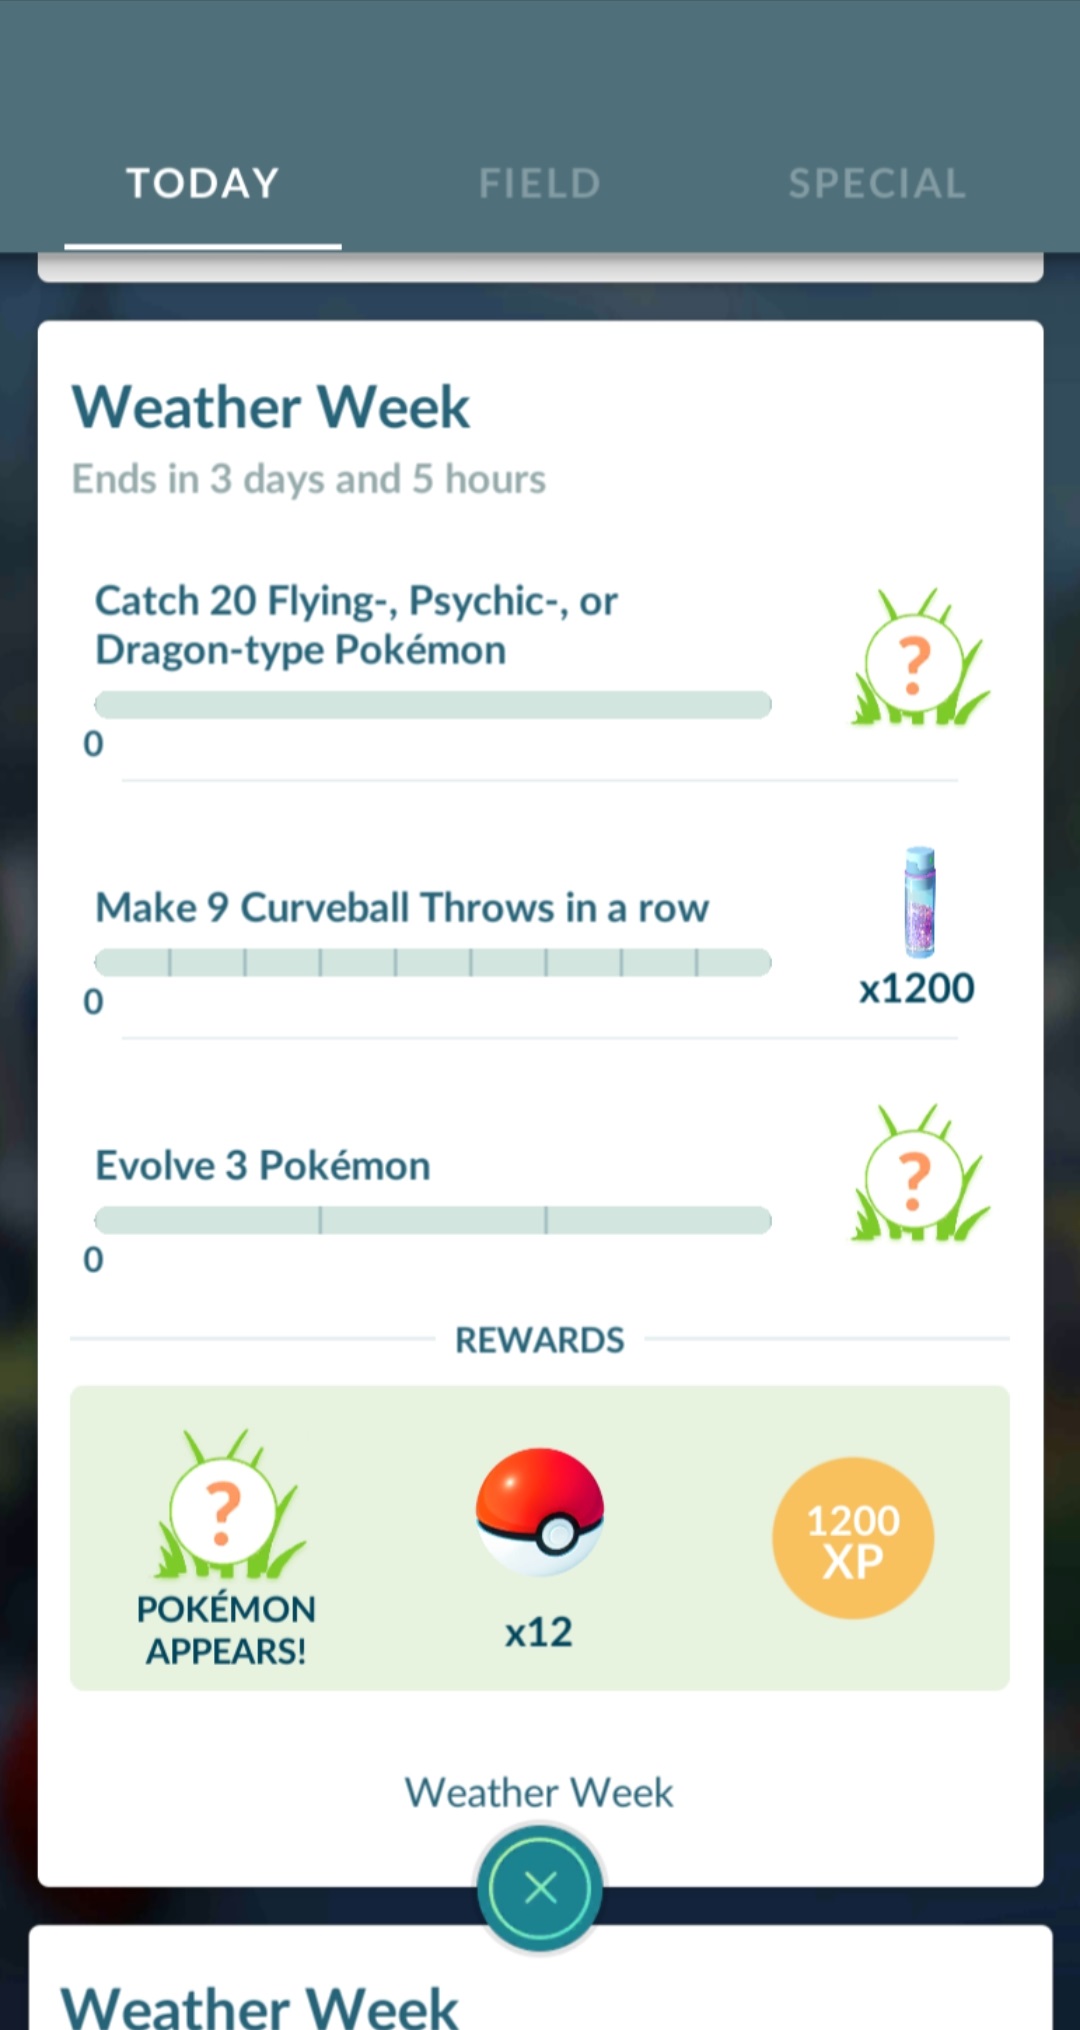 TODAY FIELD SPECIAL
Weather Week
Ends in 3 days and 5 hours
Catch 20 Flying-, Psychic-, or
Dragon-type Pokémon
?
0
Make 9 Curveball Throws in a row
x1200
0
Evolve 3 Pokémon
?
0
REWARDS
?
POKÉMON
APPEARS!
x12
1200
XP
Weather Week
Weather Week